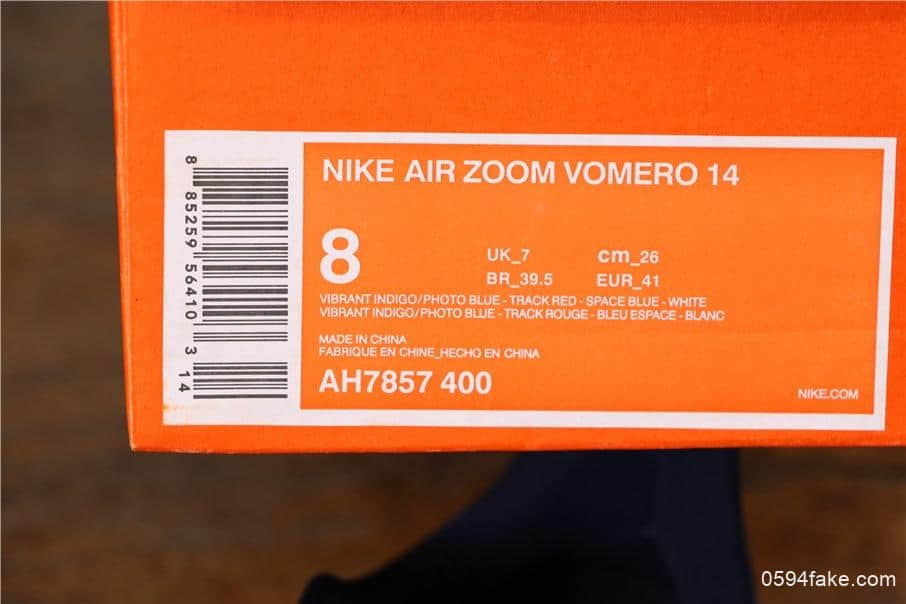 NIKE AIR ZOOM VOMERO 14
8
UK_7 cm_26
BR_39.5 EUR_41
VIBRANT INDIGO/PHOTO BLUE - TRACK RED - SPACE BLUE - WHITE
VIBRANT INDIGO/PHOTO BLUE - TRACK ROUGE - BLEU ESPACE - BLANC
MADE IN CHINA
FABRIQUE EN CHINE_HECHO EN CHINA
AH7857 400
NIKE.COM
8 85259 56410 3 14
0594fake.com